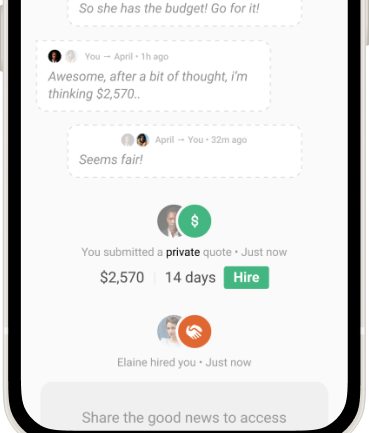 So she has the budget! Go for it!
You → April • 1h ago
Awesome, after a bit of thought, i'm
thinking $2,570..
April → You • 32m ago
Seems fair!
$
You submitted a private quote • Just now
$2,570 14 days Hire
Elaine hired you • Just now
Share the good news to access